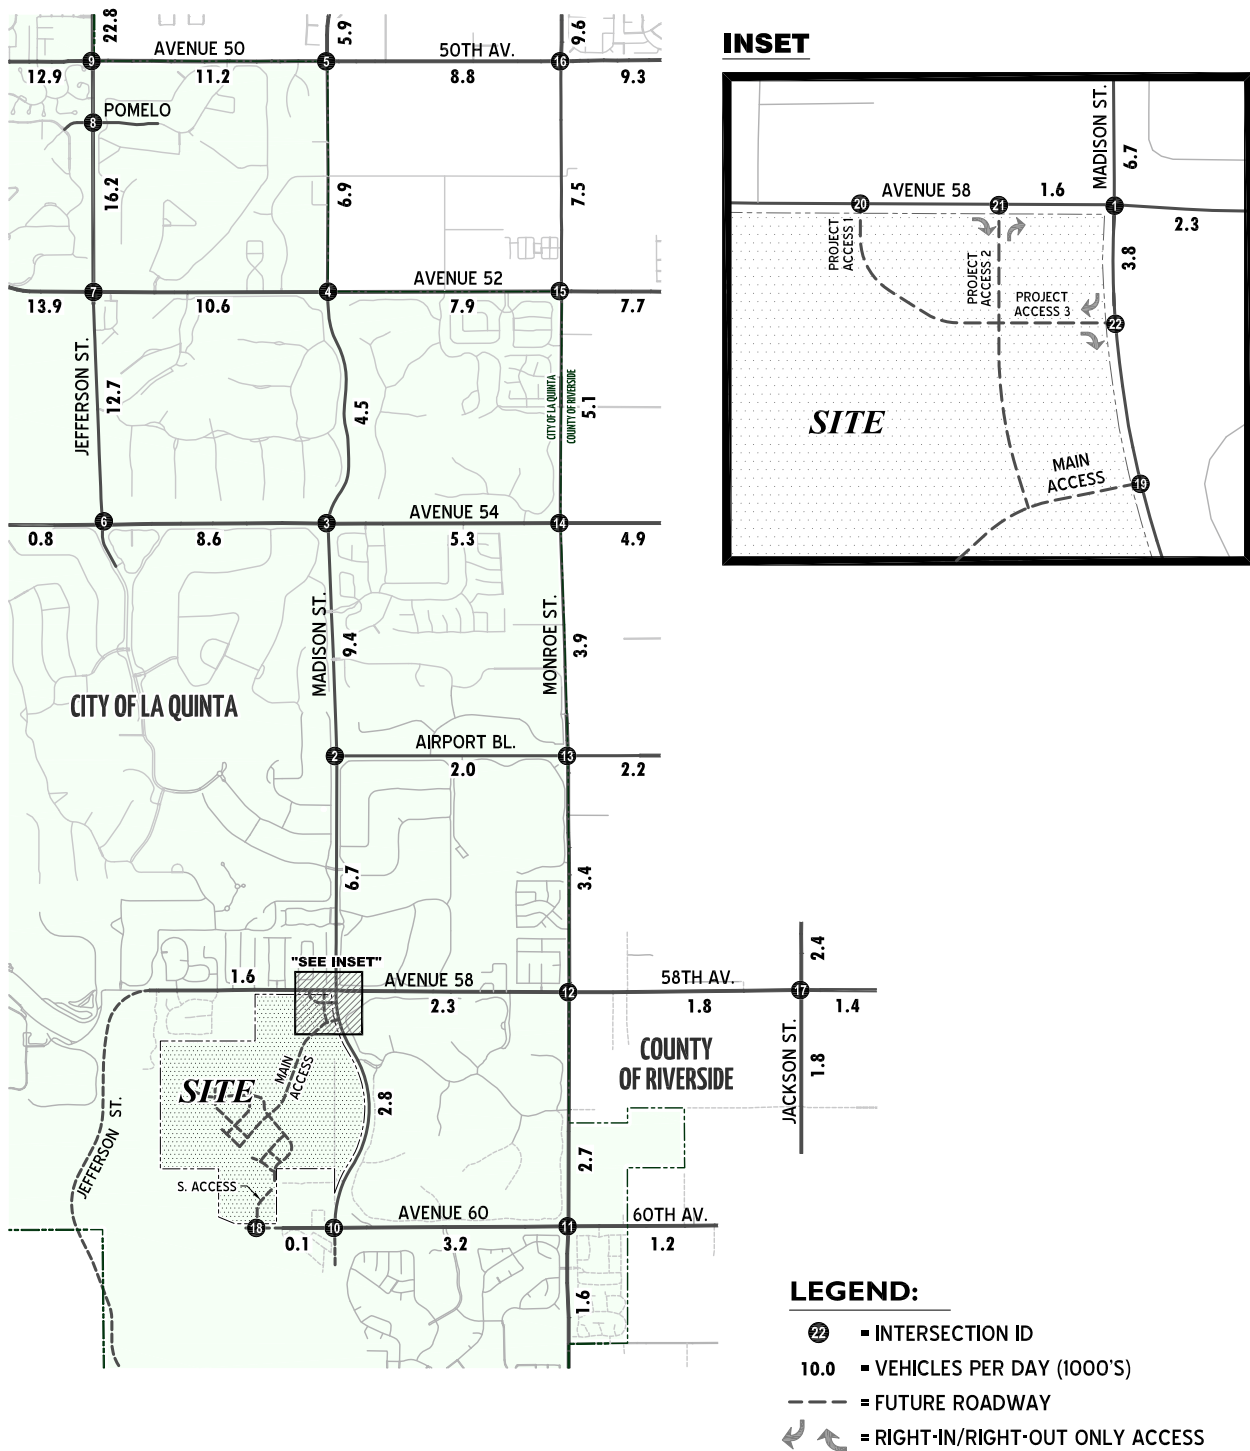 22.8
5.9
9.6
AVENUE 50
50TH AV.
9
5
16
12.9
11.2
8.8
9.3
POMELO
8
16.2
6.9
7.5
AVENUE 52
7
4
15
13.9
10.6
7.9
7.7
JEFFERSON ST.
12.7
4.5
CITY OF LA QUINTA
COUNTY OF RIVERSIDE
5.1
AVENUE 54
6
3
14
0.8
8.6
5.3
4.9
MADISON ST.
9.4
MONROE ST.
3.9
CITY OF LA QUINTA
AIRPORT BL.
2
13
2.0
2.2
6.7
3.4
"SEE INSET"
1.6
AVENUE 58
58TH AV.
2.4
12
17
2.3
1.8
1.4
COUNTY
OF RIVERSIDE
JACKSON ST.
1.8
MAIN
ACCESS
SITE
2.8
JEFFERSON ST.
2.7
S. ACCESS
AVENUE 60
60TH AV.
18
10
11
0.1
3.2
1.2
1.6
INSET
MADISON ST.
6.7
AVENUE 58
1.6
20
21
1
2.3
PROJECT
ACCESS 1
PROJECT
ACCESS 2
3.8
PROJECT
ACCESS 3
22
SITE
MAIN
ACCESS
19
LEGEND:
22 = INTERSECTION ID
10.0 = VEHICLES PER DAY (1000'S)
= FUTURE ROADWAY
= RIGHT-IN/RIGHT-OUT ONLY ACCESS